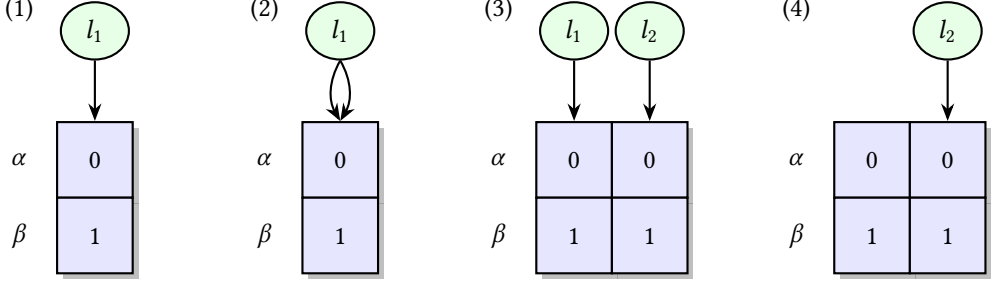 (1) (2) (3) (4)
l₁ l₁ l₁ l₂ l₂
α 0 α 0 α 0 0 α 0 0
β 1 β 1 β 1 1 β 1 1